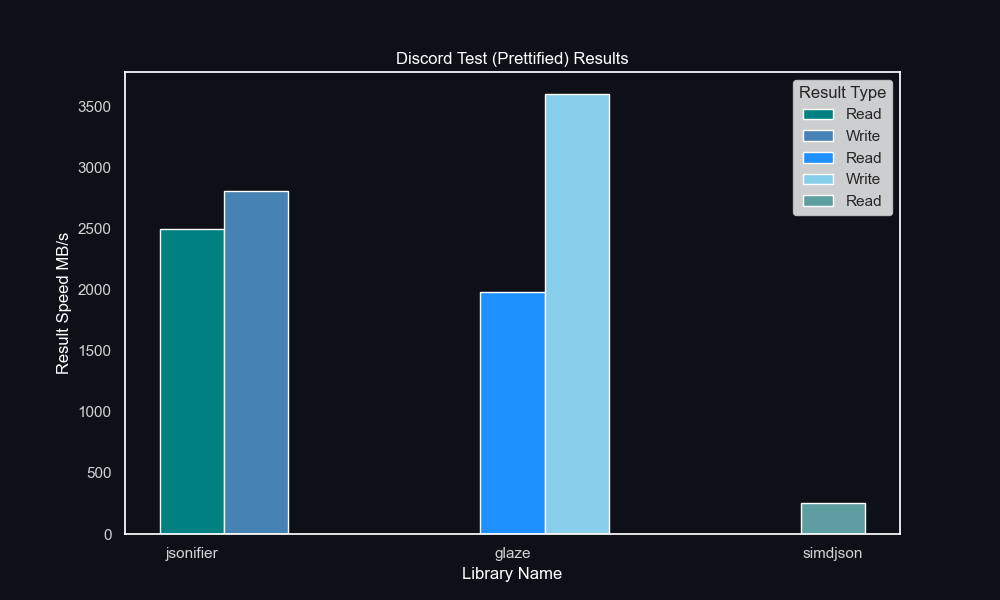 Discord Test (Prettified) Results
Result Type
Read
Write
Read
Write
Read
Result Speed MB/s
3500
3000
2500
2000
1500
1000
500
0
jsonifier
glaze
simdjson
Library Name